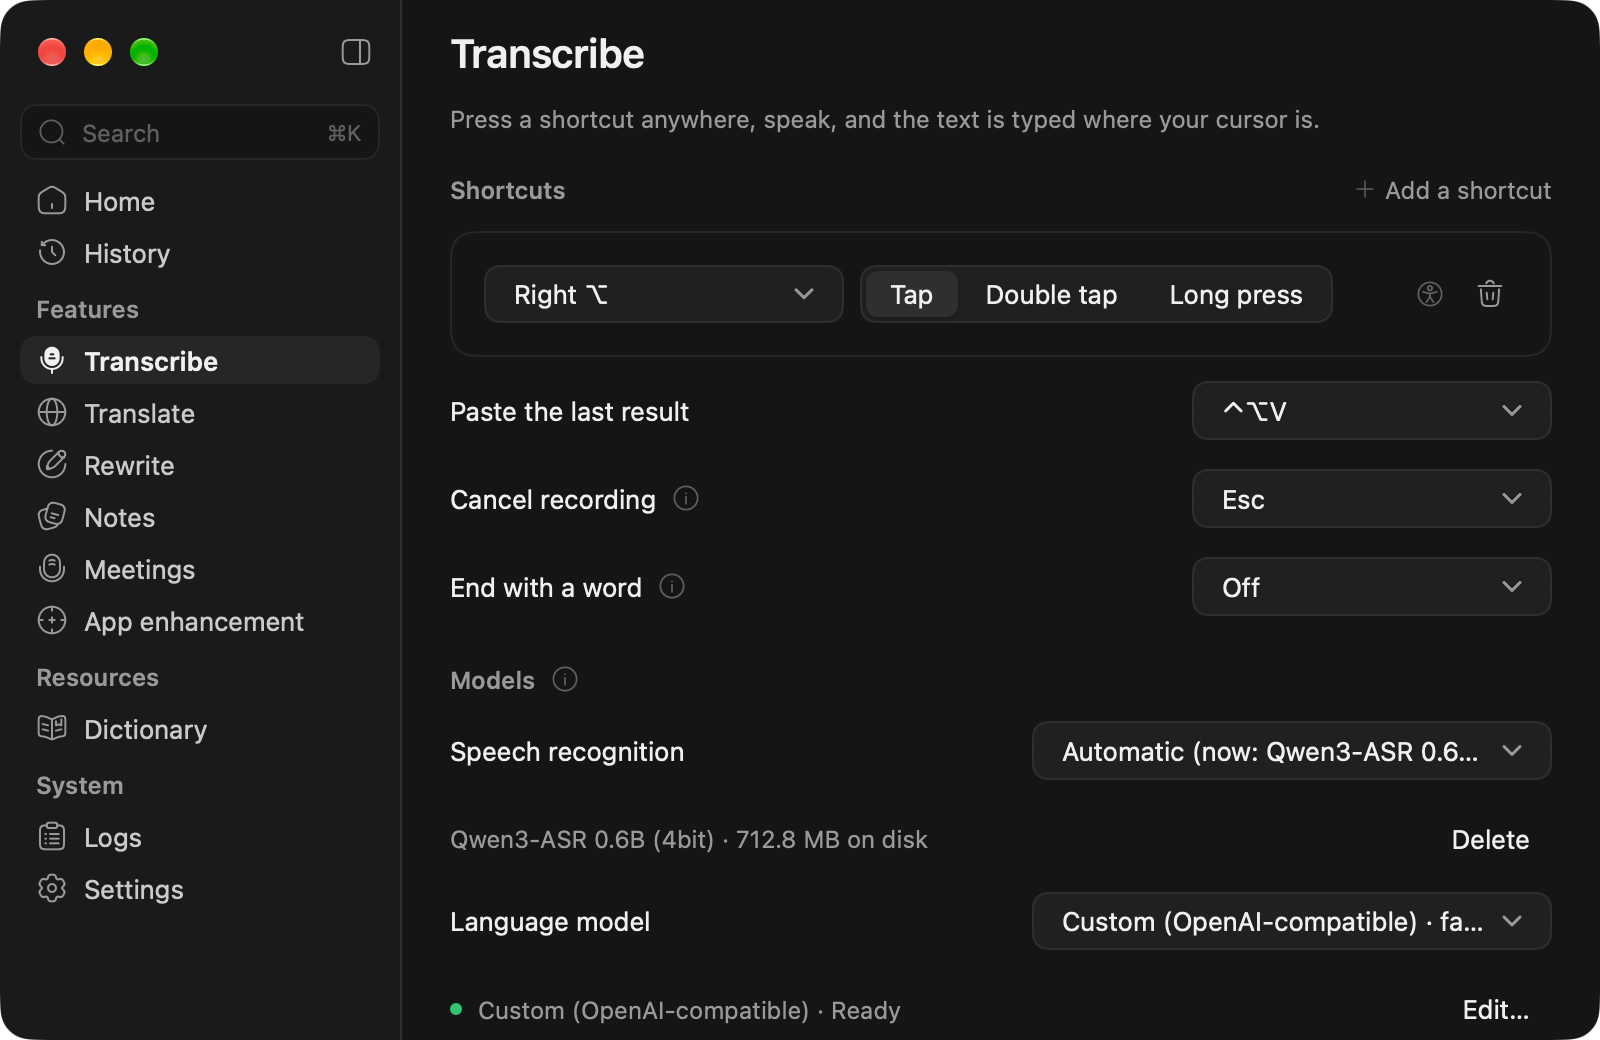 Search ⌘K
Home
History
Features
Transcribe
Translate
Rewrite
Notes
Meetings
App enhancement
Resources
Dictionary
System
Logs
Settings
Transcribe
Press a shortcut anywhere, speak, and the text is typed where your cursor is.
Shortcuts
+ Add a shortcut
Right ⌥
Tap
Double tap
Long press
Paste the last result
^⌥V
Cancel recording
Esc
End with a word
Off
Models
Speech recognition
Automatic (now: Qwen3-ASR 0.6...
Qwen3-ASR 0.6B (4bit) · 712.8 MB on disk
Delete
Language model
Custom (OpenAI-compatible) · fa...
Custom (OpenAI-compatible) · Ready
Edit...